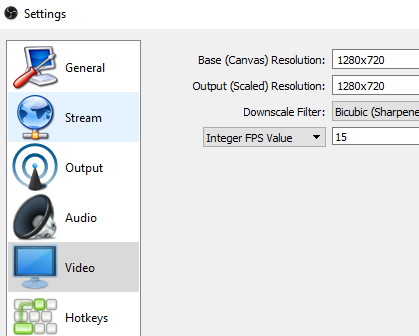 Settings
General
Stream
Output
Audio
Video
Hotkeys
Base (Canvas) Resolution: 1280x720
Output (Scaled) Resolution: 1280x720
Downscale Filter: Bicubic (Sharpene
Integer FPS Value 15